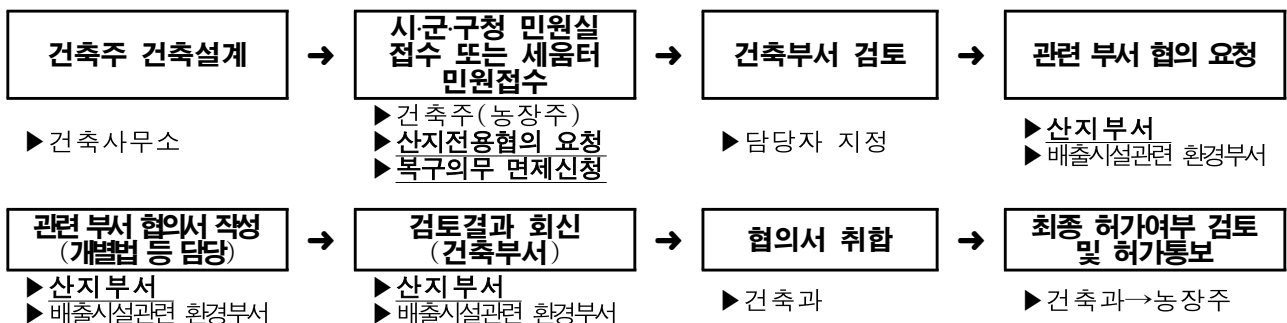 건축주 건축설계
➜
시·군·구청 민원실
접수 또는 세움터
민원접수
➜
건축부서 검토
➜
관련 부서 협의 요청
▶건축사무소
▶건축주(농장주)
▶산지전용협의 요청
▶복구의무 면제신청
▶담당자 지정
▶산지부서
▶배출시설관련 환경부서
관련 부서 협의서 작성
(개별법 등 담당)
➜
검토결과 회신
(건축부서)
➜
협의서 취합
➜
최종 허가여부 검토
및 허가통보
▶산지부서
▶배출시설관련 환경부서
▶산지부서
▶배출시설관련 환경부서
▶건축과
▶건축과→농장주